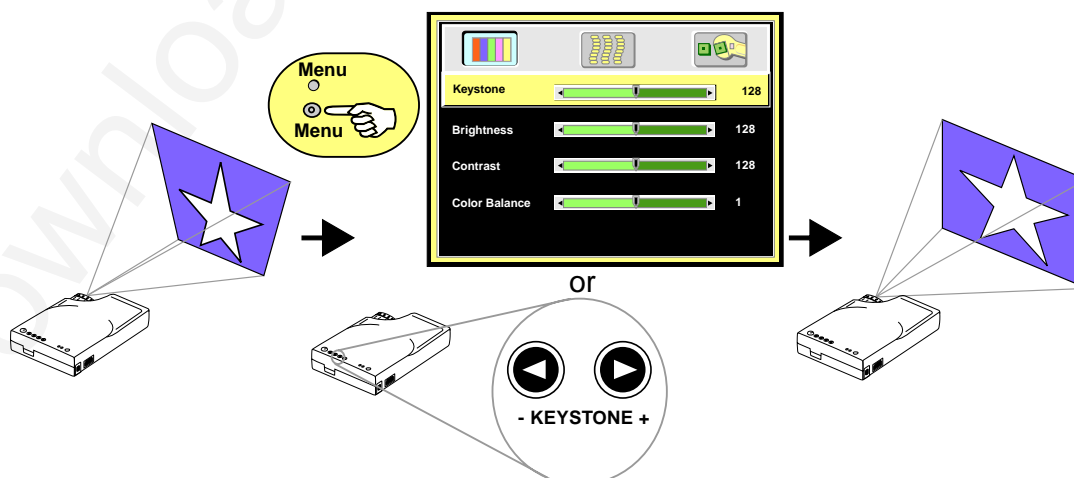 Menu
Menu
Keystone 128
Brightness 128
Contrast 128
Color Balance 1
or
- KEYSTONE +